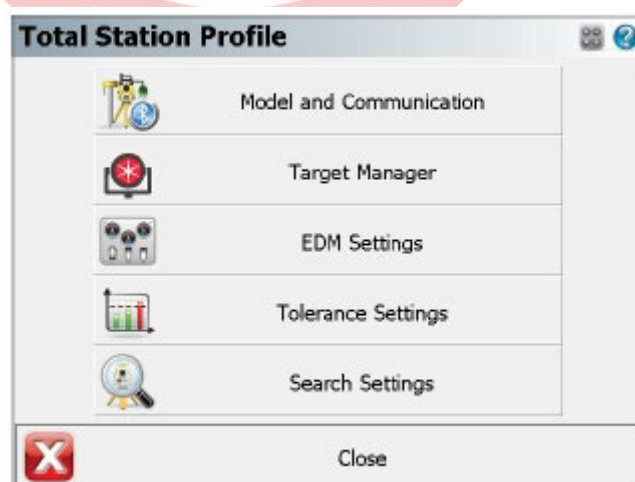 Total Station Profile
Model and Communication
Target Manager
EDM Settings
Tolerance Settings
Search Settings
Close